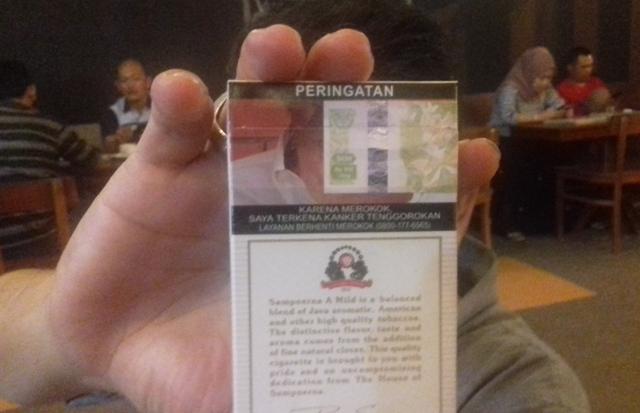 PERINGATAN
KARENA MEROKOK
SAYA TERKENA KANKER TENGGOROKAN
LAYANAN BERHENTI MEROKOK (0800-177-6565)
Sampoerna A Mild is a balanced
blend of Java aromatic, American
and other high quality tobaccos.
The distinctive flavor, taste and
aroma comes from the addition
of fine natural cloves. This quality
cigarette is brought to you with
pride and an uncompromising
dedication from The House of
Sampoerna.